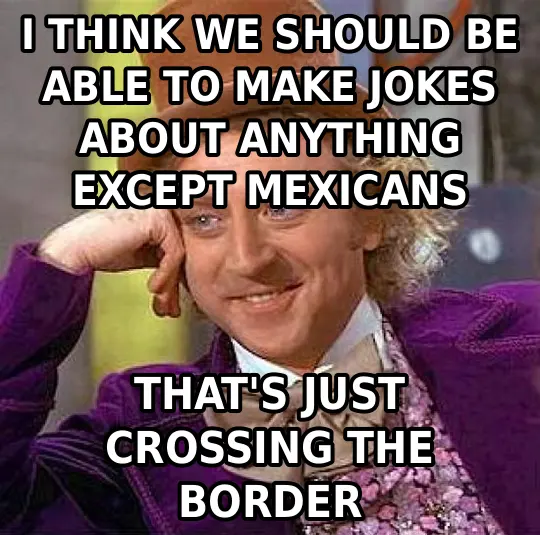 I THINK WE SHOULD BE
ABLE TO MAKE JOKES
ABOUT ANYTHING
EXCEPT MEXICANS
THAT'S JUST
CROSSING THE
BORDER